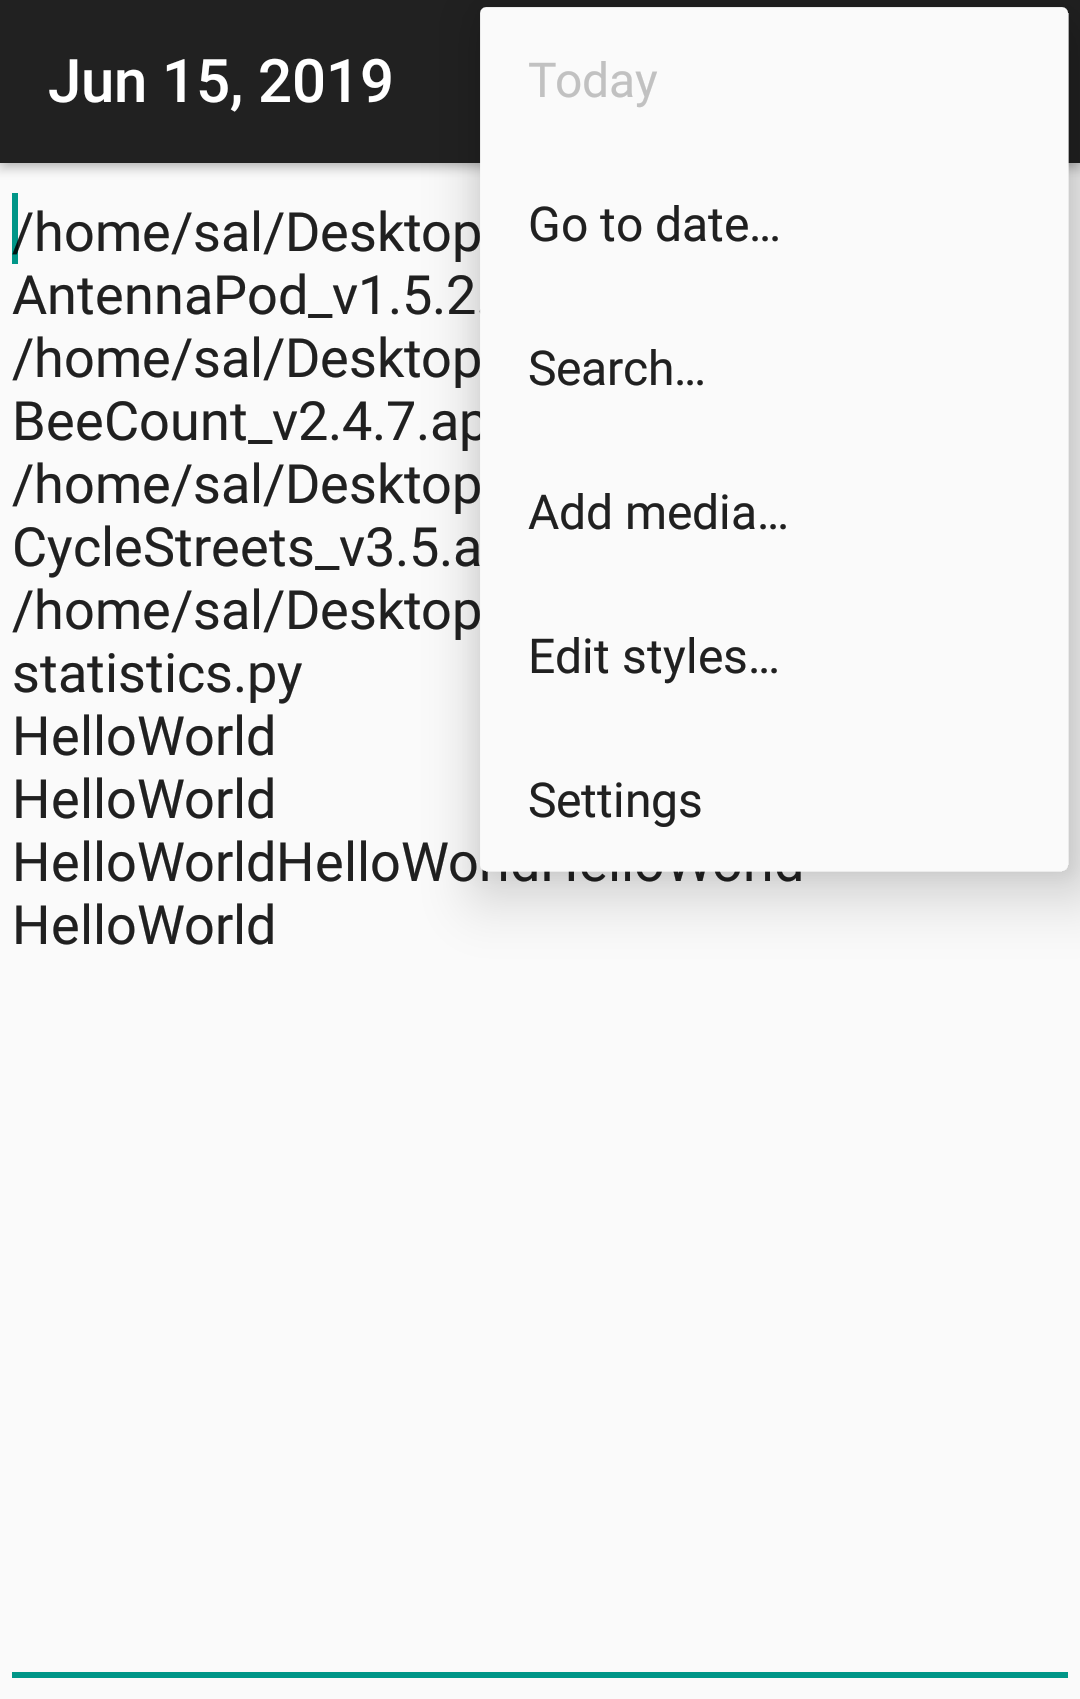 Jun 15, 2019
Today
Go to date…
Search…
Add media…
Edit styles…
Settings
/home/sal/Desktop
AntennaPod_v1.5.2
/home/sal/Desktop
BeeCount_v2.4.7.ap
/home/sal/Desktop
CycleStreets_v3.5.a
/home/sal/Desktop
statistics.py
HelloWorld
HelloWorld
HelloWorldHelloWorldHelloWorld
HelloWorld